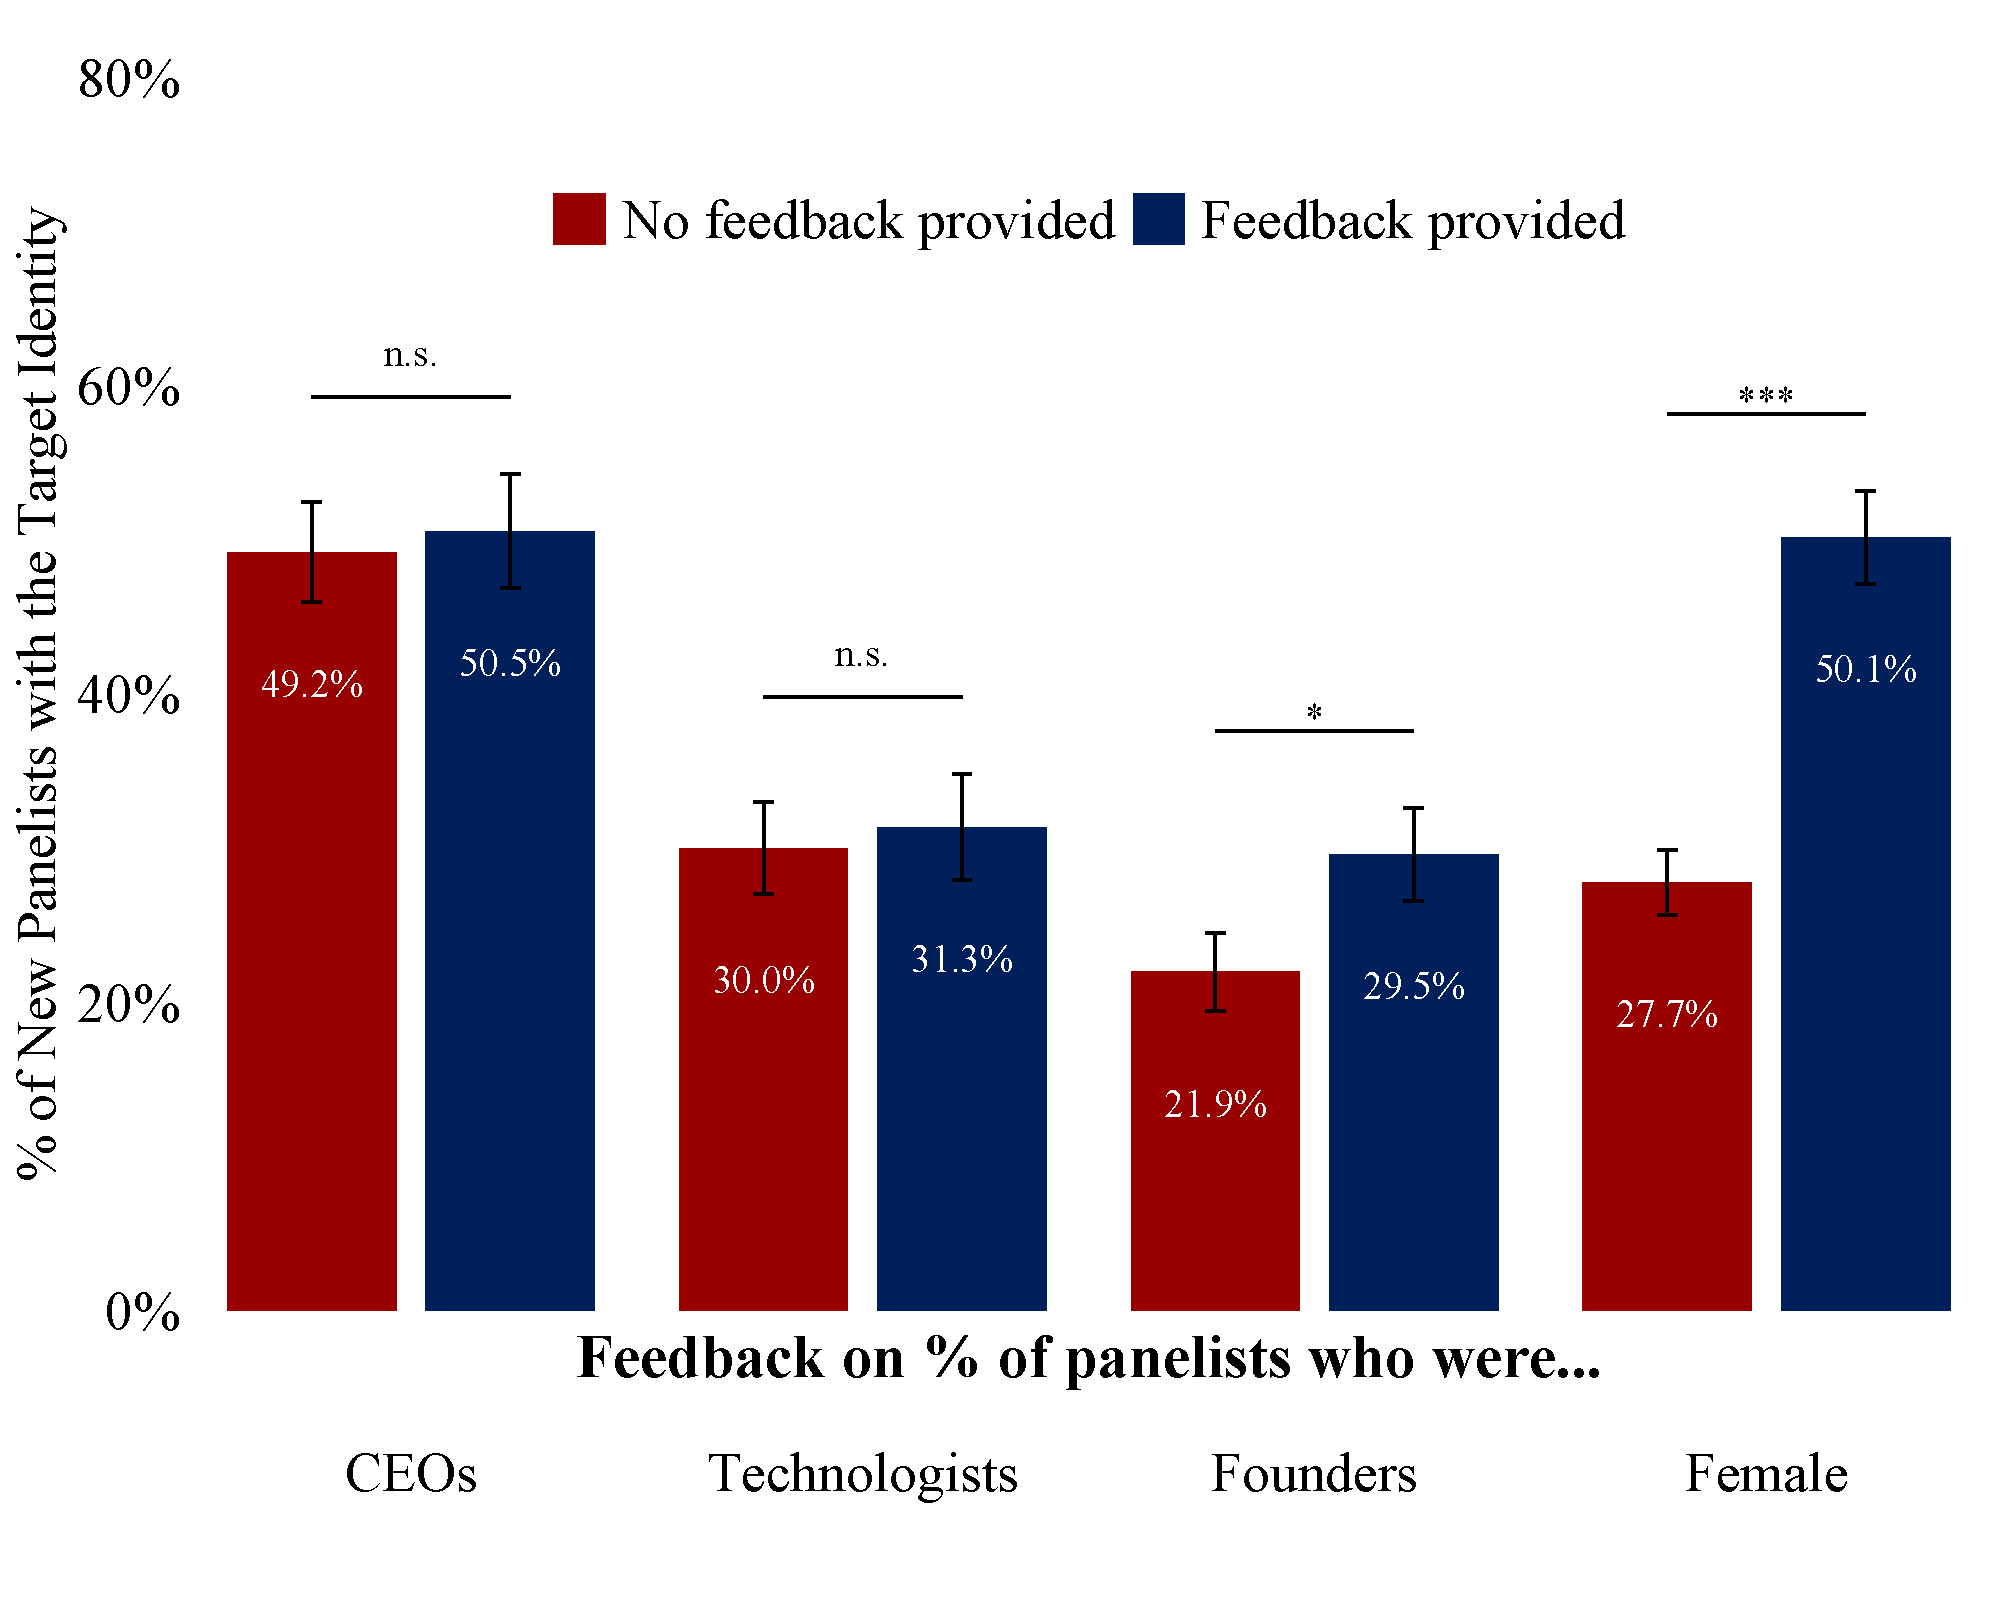 80%
No feedback provided
Feedback provided
% of New Panelists with the Target Identity
n.s.
60%
***
n.s.
40%
*
49.2%
50.5%
50.1%
30.0%
31.3%
29.5%
27.7%
20%
21.9%
0%
Feedback on % of panelists who were...
CEOs
Technologists
Founders
Female